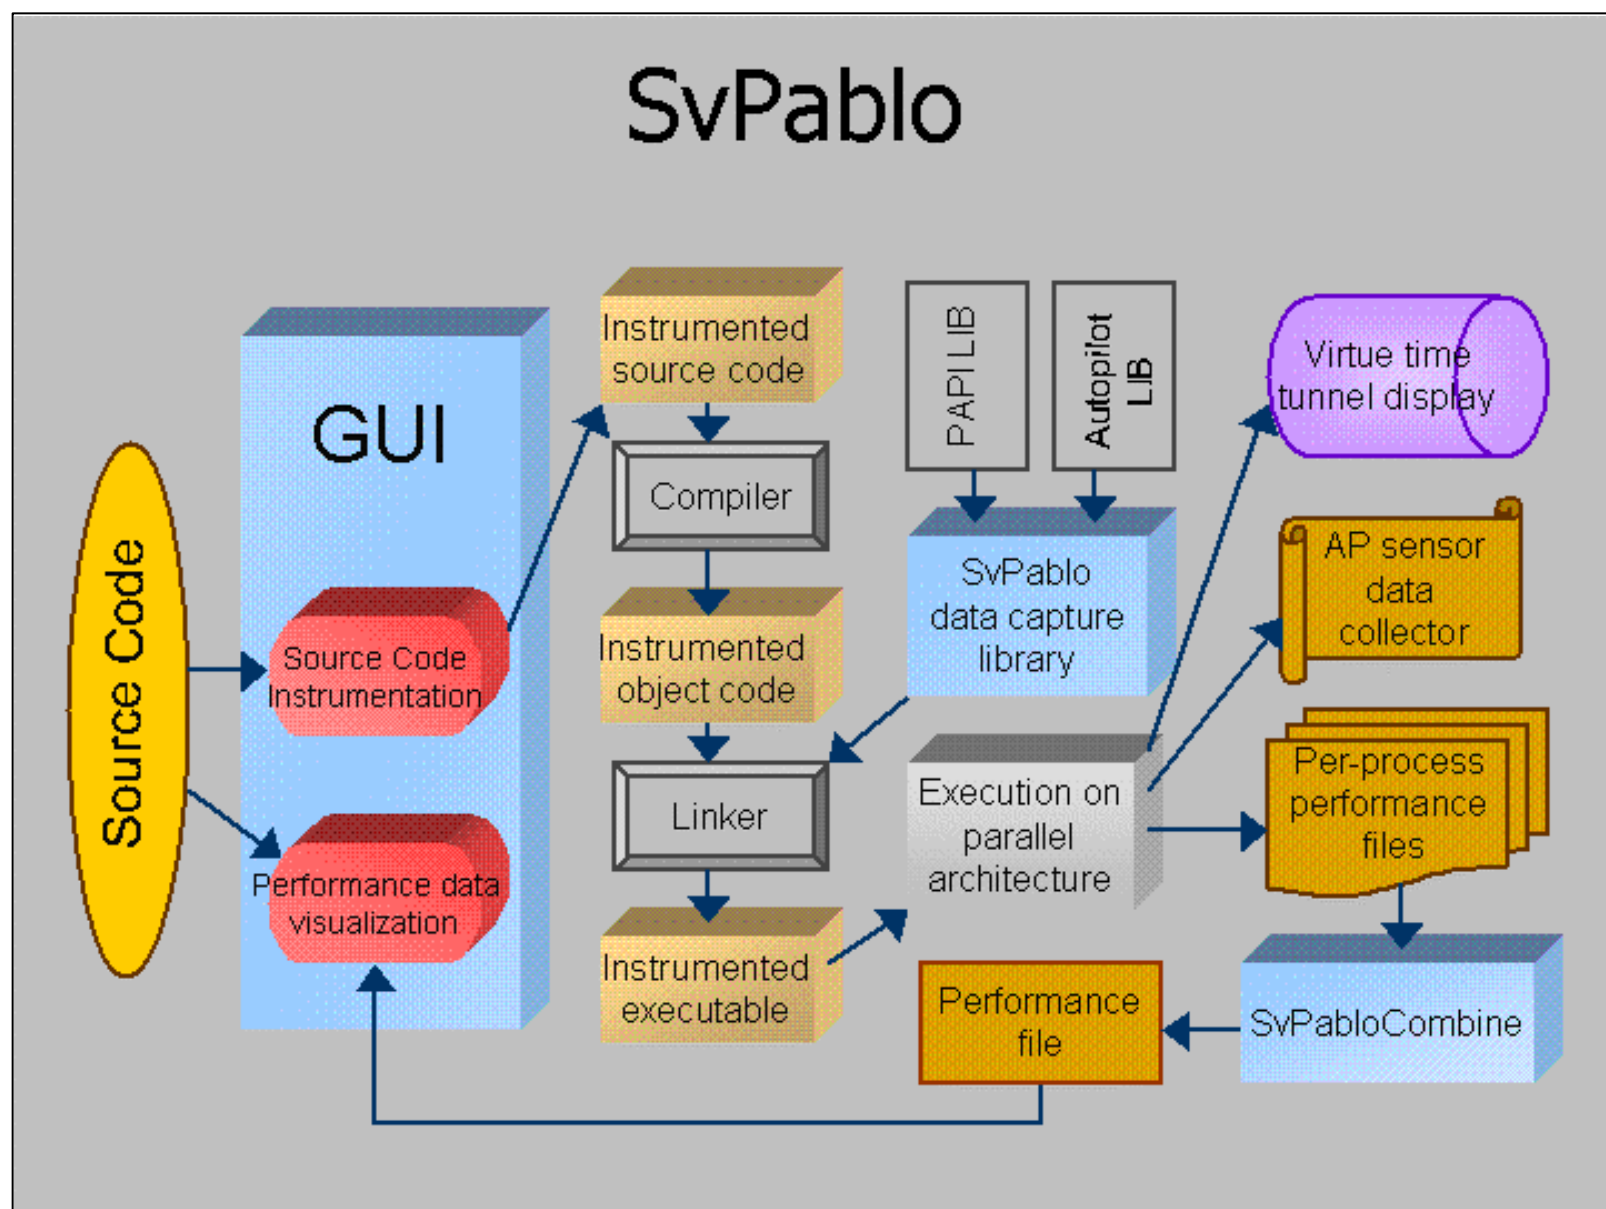 SvPablo
Source Code
GUI
Source Code
Instrumentation
Performance data
visualization
Instrumented
source code
Compiler
Instrumented
object code
Linker
Instrumented
executable
PAPI LIB
Autopilot
LIB
SvPablo
data capture
library
Execution on
parallel
architecture
Virtue time
tunnel display
AP sensor
data
collector
Per-process
performance
files
SvPabloCombine
Performance
file